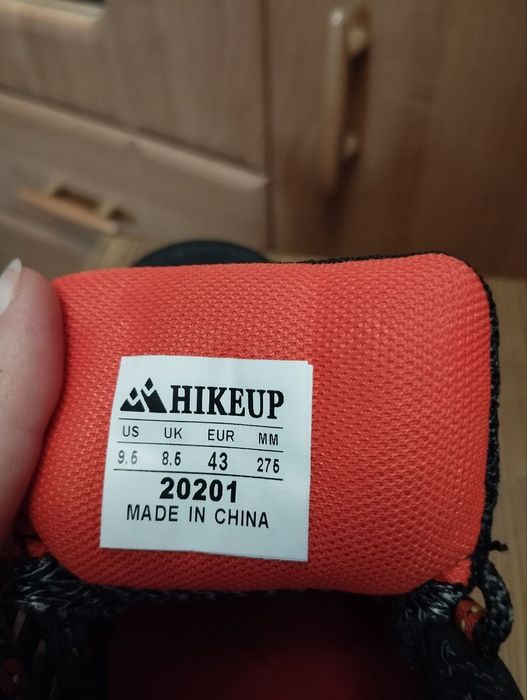 HIKEUP
US UK EUR MM
9.5 8.5 43 275
20201
MADE IN CHINA